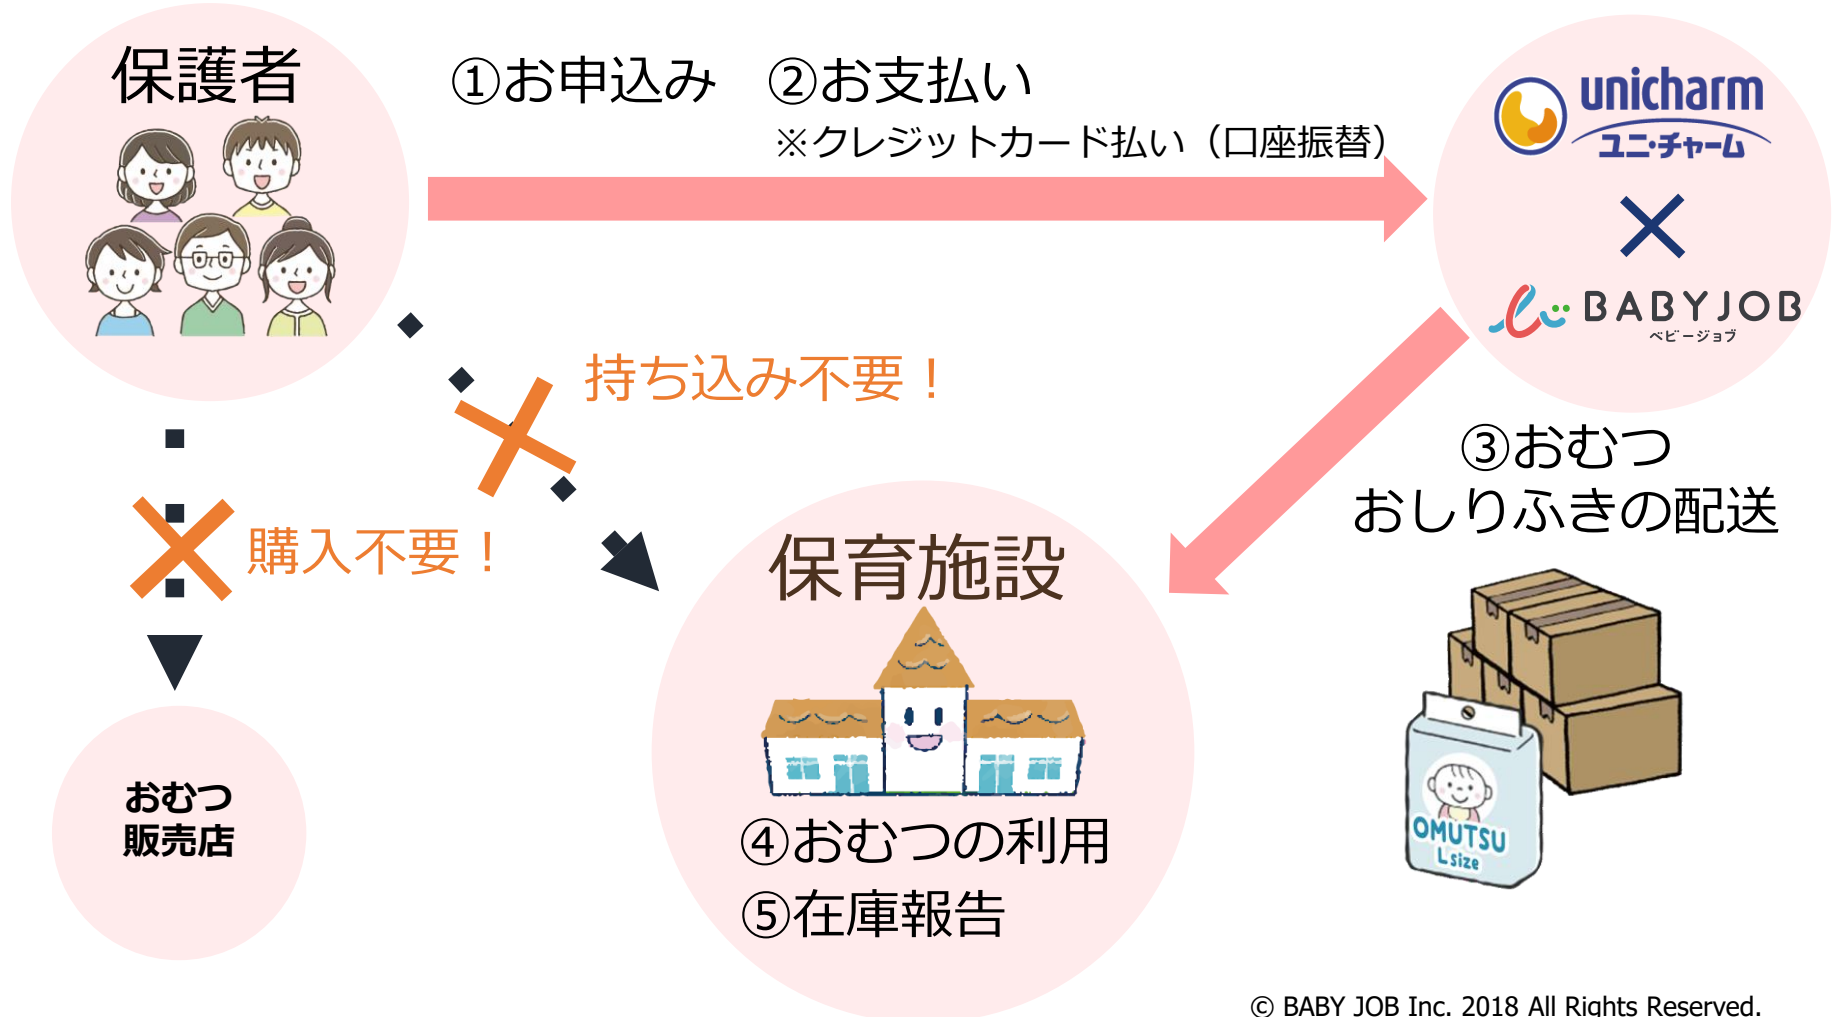 保護者
①お申込み　②お支払い
※クレジットカード払い（口座振替）
unicharm
ユニ・チャーム
×
BABYJOB
ベビージョブ
持ち込み不要！
購入不要！
③おむつ
おしりふきの配送
保育施設
おむつ
販売店
④おむつの利用
⑤在庫報告
OMUTSU
L size
© BABY JOB Inc. 2018 All Rights Reserved.